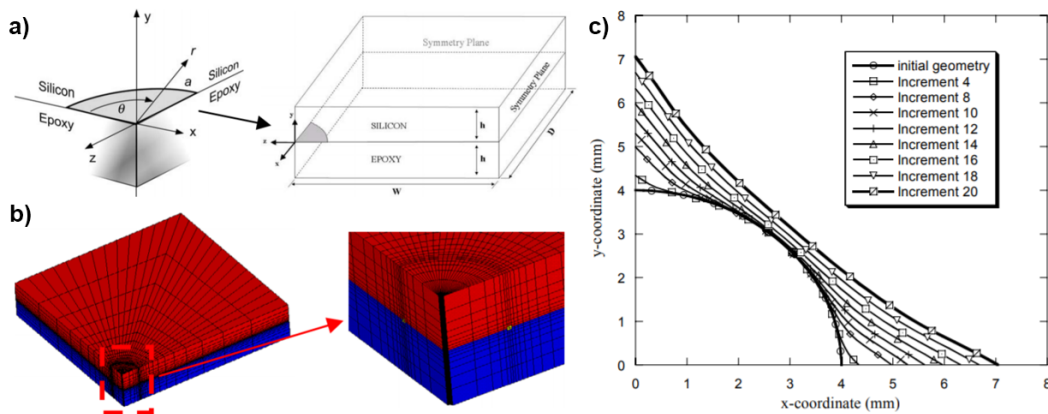 a)
y
r
Silicon
a
Silicon
Epoxy
θ
Epoxy
x
z
Symmetry Plane
Symmetry Plane
SILICON
h
y
z
x
EPOXY
h
D
W
b)
c)
8
7
6
5
4
3
2
1
0
y-coordinate (mm)
initial geometry
Increment 4
Increment 8
Increment 10
Increment 12
Increment 14
Increment 16
Increment 18
Increment 20
0 1 2 3 4 5 6 7 8
x-coordinate (mm)